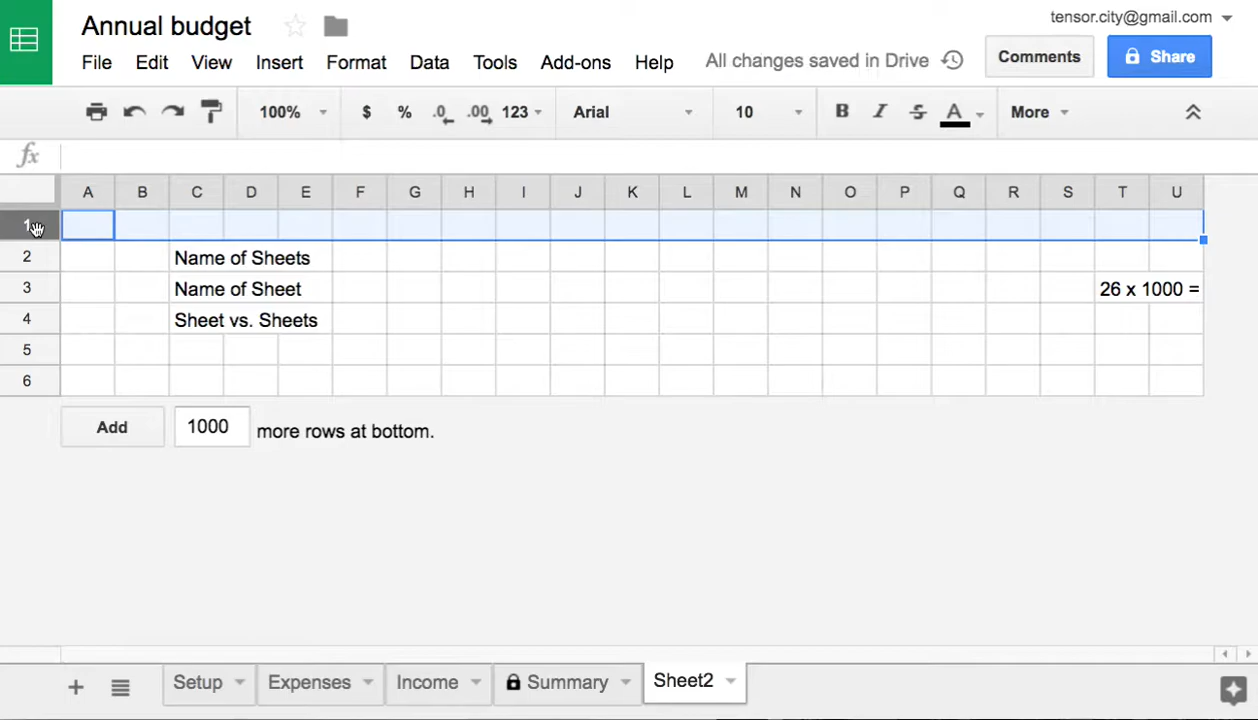 Annual budget
tensor.city@gmail.com
File Edit View Insert Format Data Tools Add-ons Help All changes saved in Drive Comments Share
100% $ % .0 .00 123 Arial 10 B I S A More
fx
A B C D E F G H I J K L M N O P Q R S T U
1
2 Name of Sheets
3 Name of Sheet 26 x 1000 =
4 Sheet vs. Sheets
5
6
Add 1000 more rows at bottom.
+ Setup Expenses Income Summary Sheet2